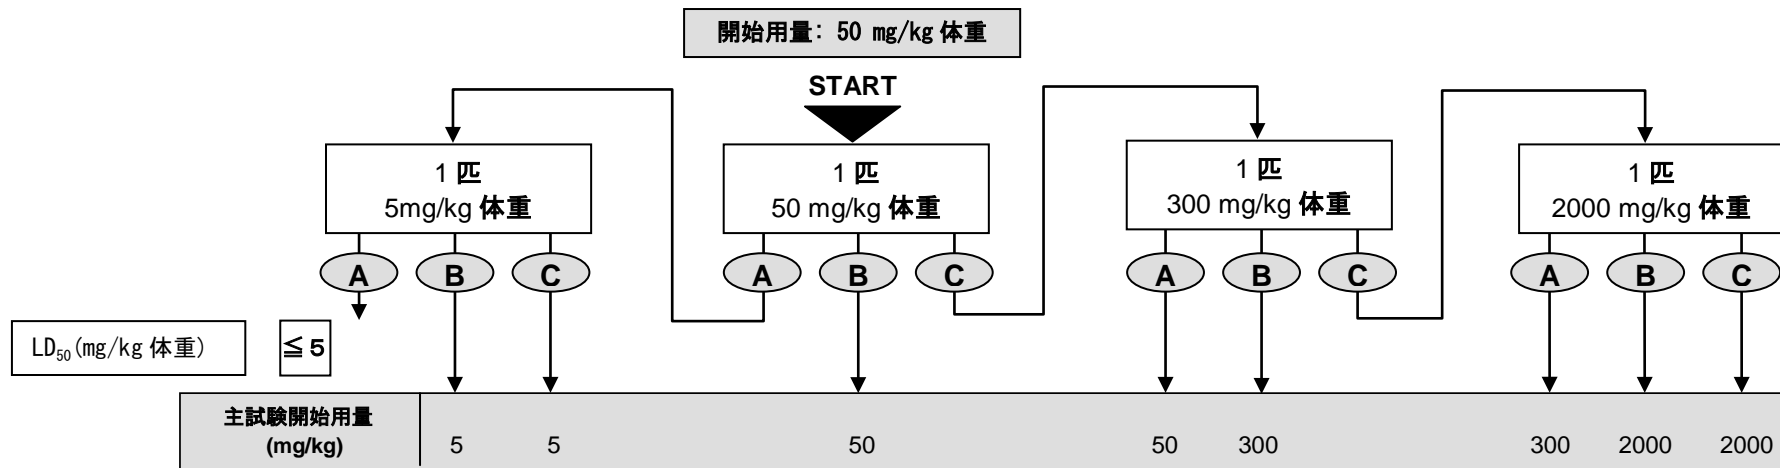 開始用量: 50 mg/kg 体重
START
1 匹
5mg/kg 体重
1 匹
50 mg/kg 体重
1 匹
300 mg/kg 体重
1 匹
2000 mg/kg 体重
A B C A B C A B C A B C
LD₅₀(mg/kg 体重) ≦5
主試験開始用量
(mg/kg) 5 5 50 50 300 300 2000 2000